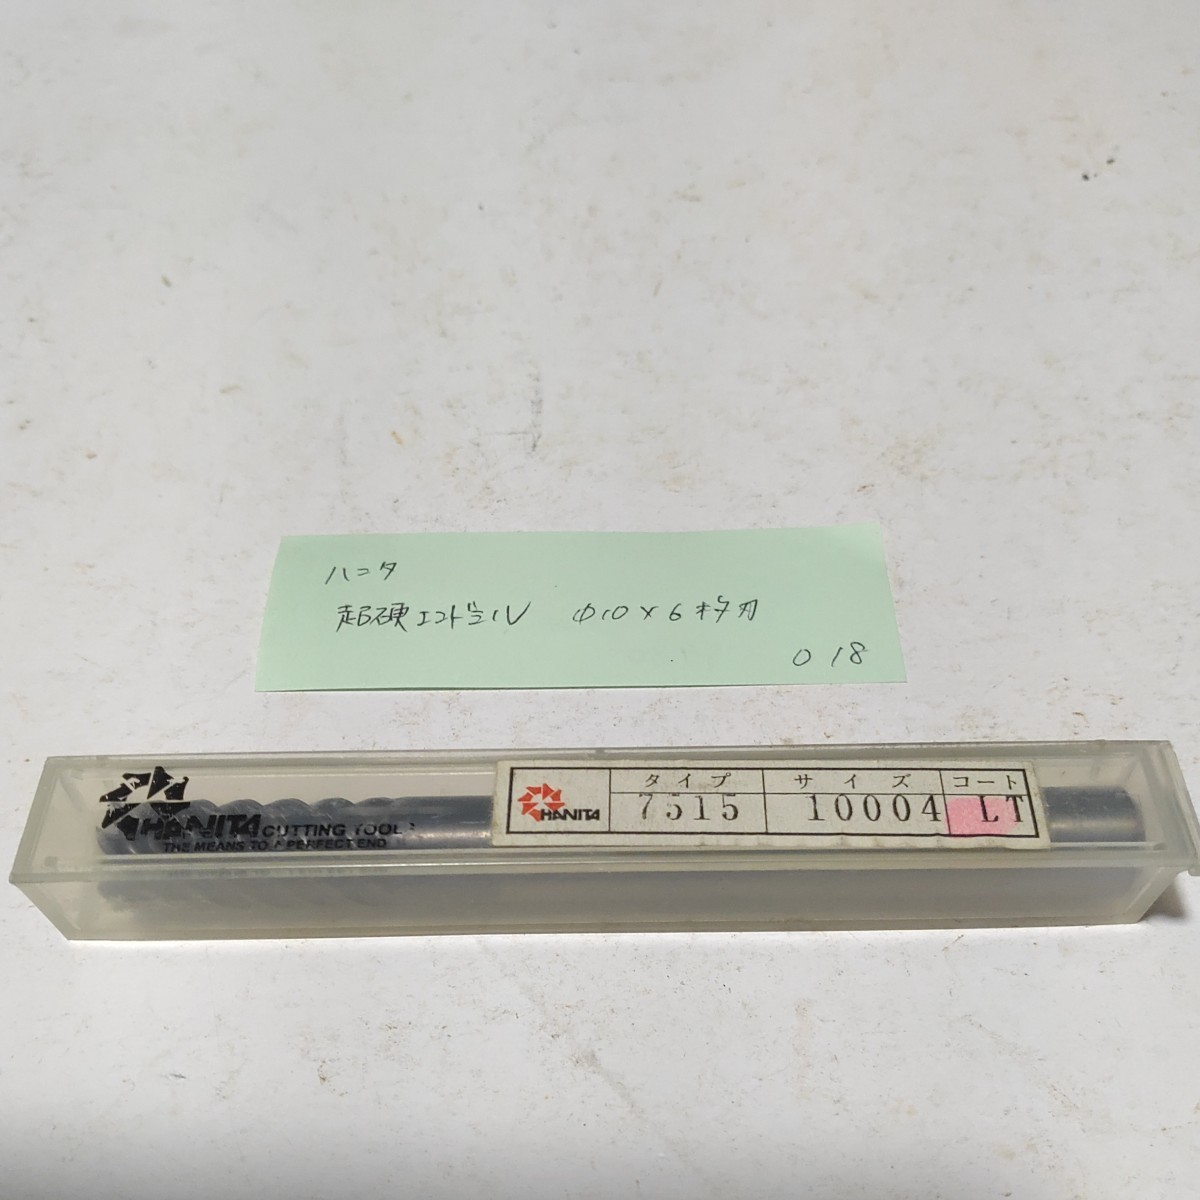 ハニタ
超硬エンドミル φ10×6枚刃
018
HANITA CUTTING TOOLS
THE MEANS TO A PERFECT END
HANITA
タイプ サイズ コート
7515 10004 LT